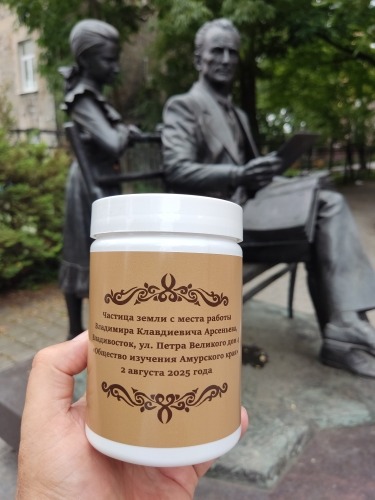 Частица земли с места работы
Владимира Клавдиевича Арсеньева,
Владивосток, ул. Петра Великого дом 4
«Общество изучения Амурского края»
2 августа 2025 года